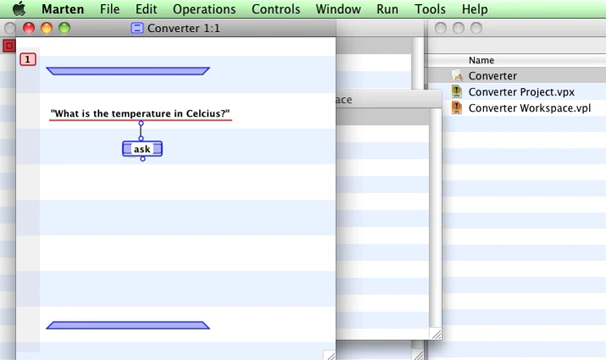 Marten File Edit Operations Controls Window Run Tools Help
Converter 1:1
1
"What is the temperature in Celcius?"
ask
ace
Name
Converter
Converter Project.vpx
Converter Workspace.vpl